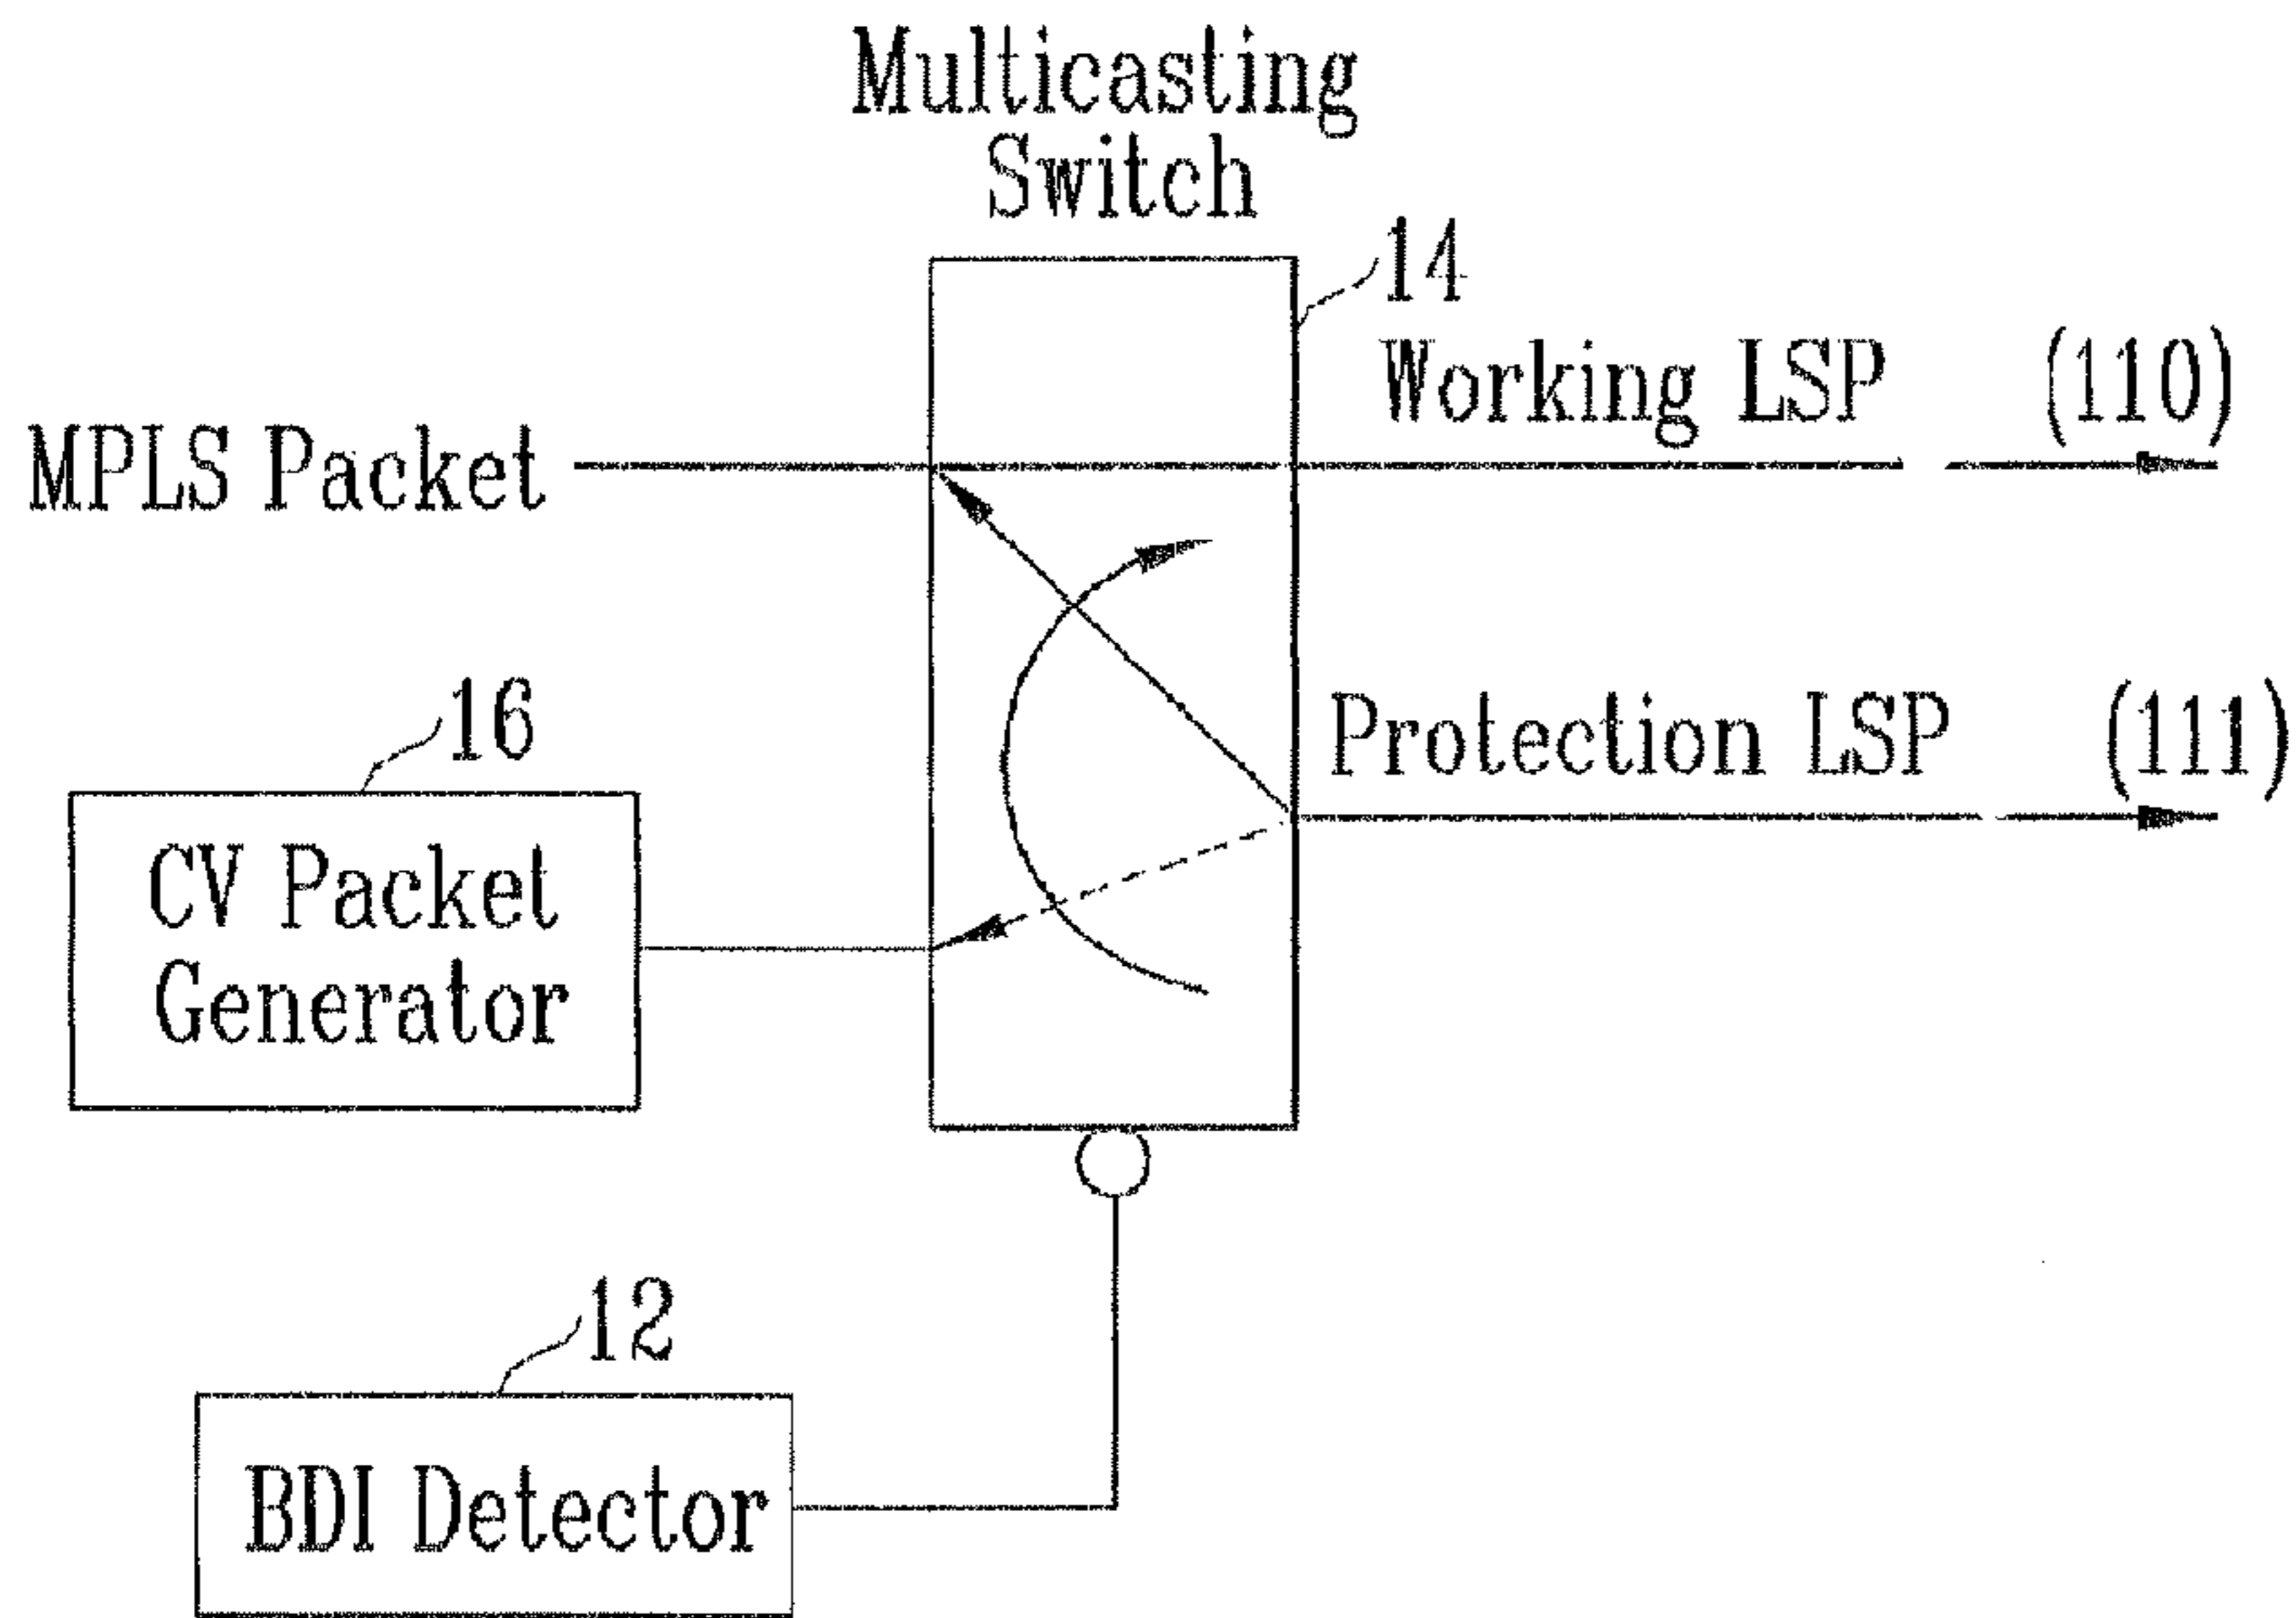 Multicasting
Switch
14
Working LSP (110)
MPLS Packet
16
Protection LSP (111)
CV Packet
Generator
12
BDI Detector